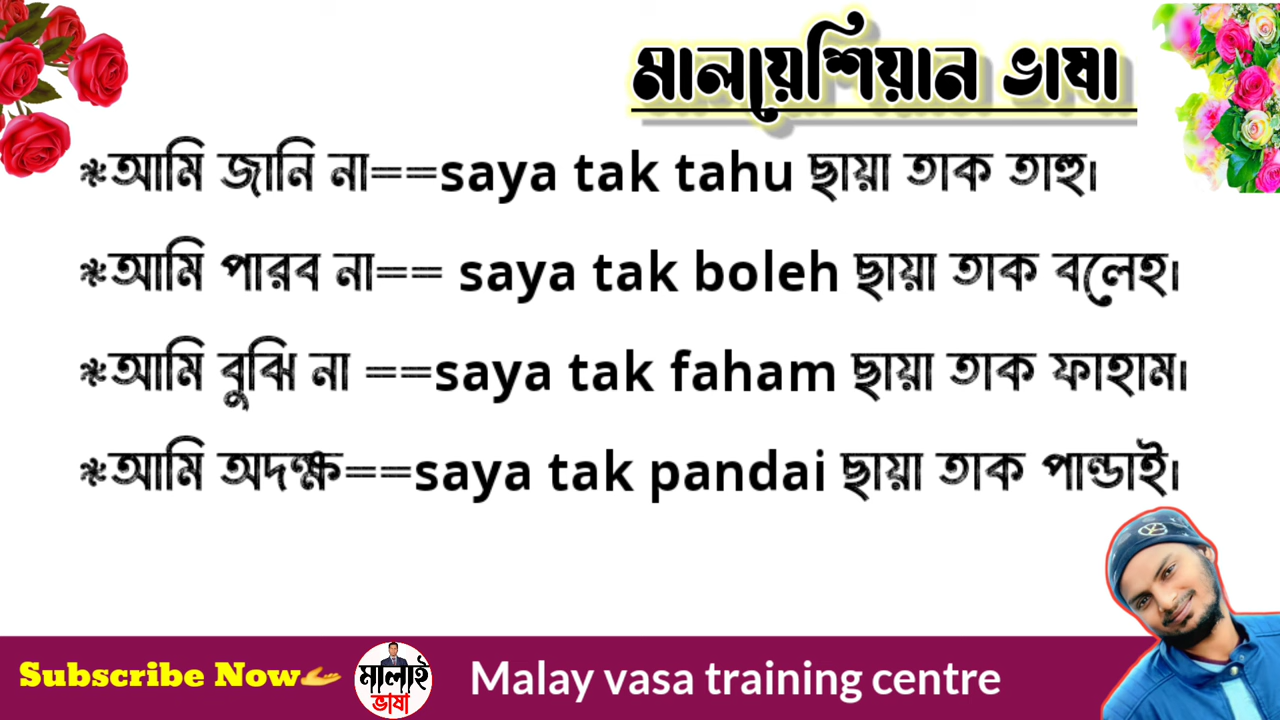 মালয়েশিয়ান ভাষা
*আমি জানি না==saya tak tahu ছায়া তাক তাহু।
*আমি পারব না== saya tak boleh ছায়া তাক বলেহ।
*আমি বুঝি না ==saya tak faham ছায়া তাক ফাহাম।
*আমি অদক্ষ==saya tak pandai ছায়া তাক পান্ডাই।
Subscribe Now
মালাই
ভাষা
Malay vasa training centre